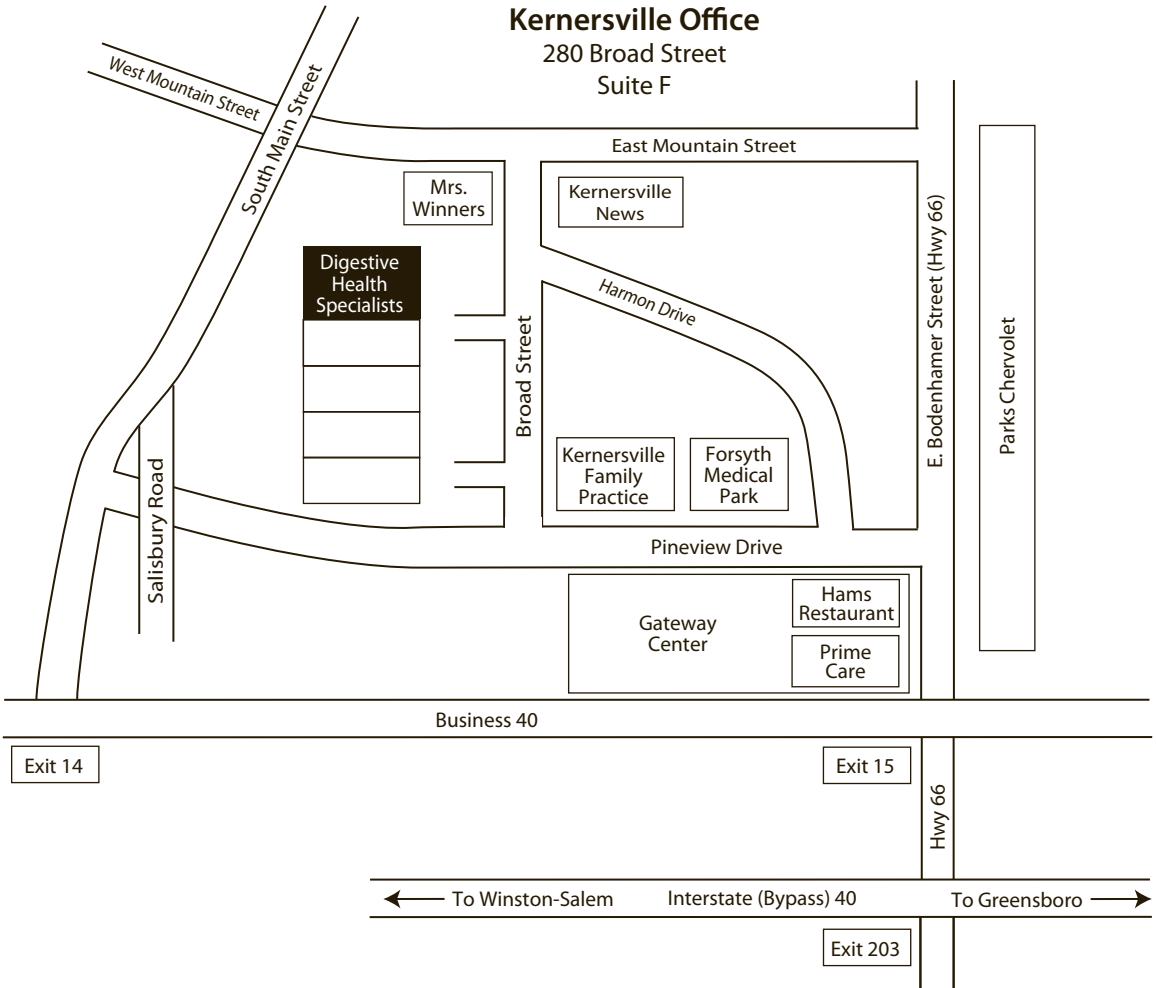 Kernersville Office
280 Broad Street
Suite F
West Mountain Street
South Main Street
East Mountain Street
Mrs.
Winners
Kernersville
News
E. Bodenhamer Street (Hwy 66)
Parks Chervolet
Digestive
Health
Specialists
Harmon Drive
Broad Street
Kernersville
Family
Practice
Forsyth
Medical
Park
Salisbury Road
Pineview Drive
Gateway
Center
Hams
Restaurant
Prime
Care
Business 40
Exit 14
Exit 15
Hwy 66
To Winston-Salem
Interstate (Bypass) 40
To Greensboro
Exit 203